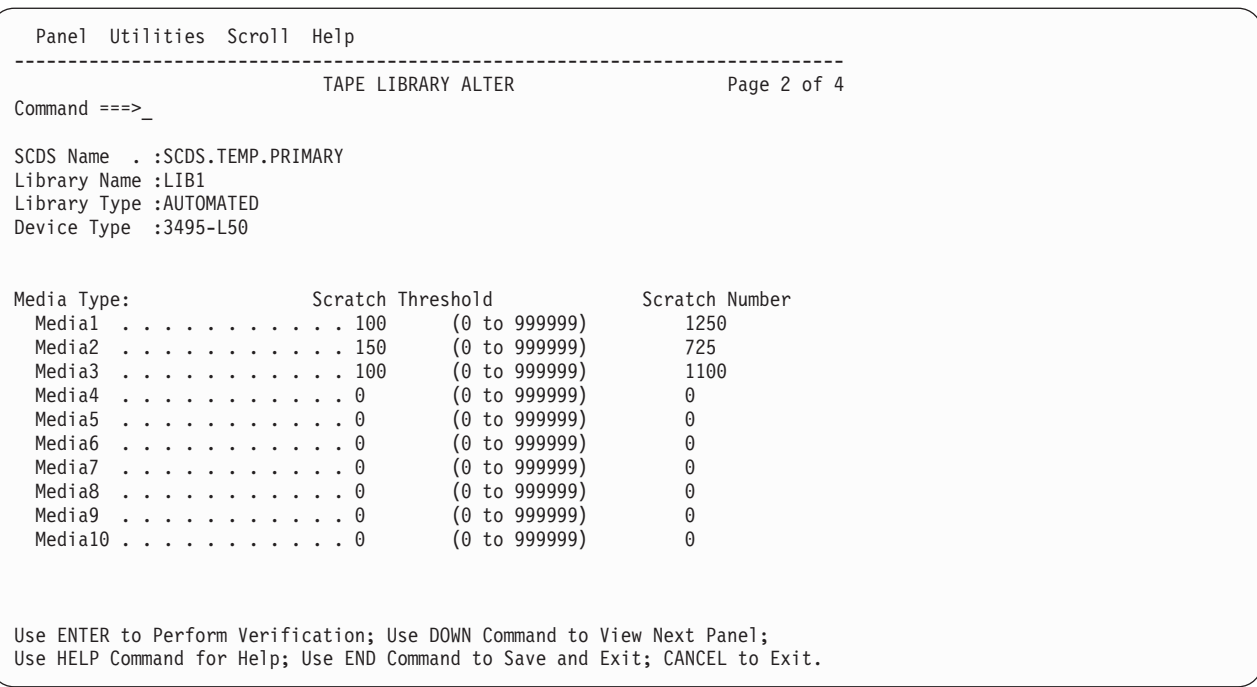 Panel Utilities Scroll Help
------------------------------------------------------------------------------
TAPE LIBRARY ALTER Page 2 of 4
Command ===>_
SCDS Name . :SCDS.TEMP.PRIMARY
Library Name :LIB1
Library Type :AUTOMATED
Device Type :3495-L50
Media Type: Scratch Threshold Scratch Number
Media1 . . . . . . . . . . . 100 (0 to 999999) 1250
Media2 . . . . . . . . . . . 150 (0 to 999999) 725
Media3 . . . . . . . . . . . 100 (0 to 999999) 1100
Media4 . . . . . . . . . . . 0 (0 to 999999) 0
Media5 . . . . . . . . . . . 0 (0 to 999999) 0
Media6 . . . . . . . . . . . 0 (0 to 999999) 0
Media7 . . . . . . . . . . . 0 (0 to 999999) 0
Media8 . . . . . . . . . . . 0 (0 to 999999) 0
Media9 . . . . . . . . . . . 0 (0 to 999999) 0
Media10 . . . . . . . . . . . 0 (0 to 999999) 0
Use ENTER to Perform Verification; Use DOWN Command to View Next Panel;
Use HELP Command for Help; Use END Command to Save and Exit; CANCEL to Exit.